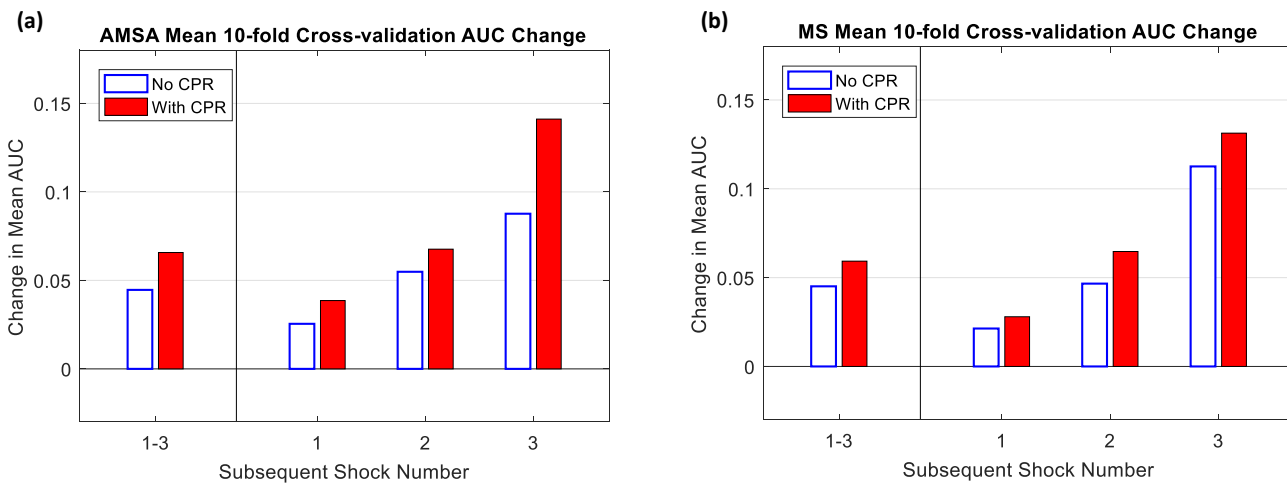 (a)
AMSA Mean 10-fold Cross-validation AUC Change
No CPR
With CPR
0.15
0.1
0.05
0
Change in Mean AUC
1-3
1
2
3
Subsequent Shock Number
(b)
MS Mean 10-fold Cross-validation AUC Change
No CPR
With CPR
0.15
0.1
0.05
0
Change in Mean AUC
1-3
1
2
3
Subsequent Shock Number